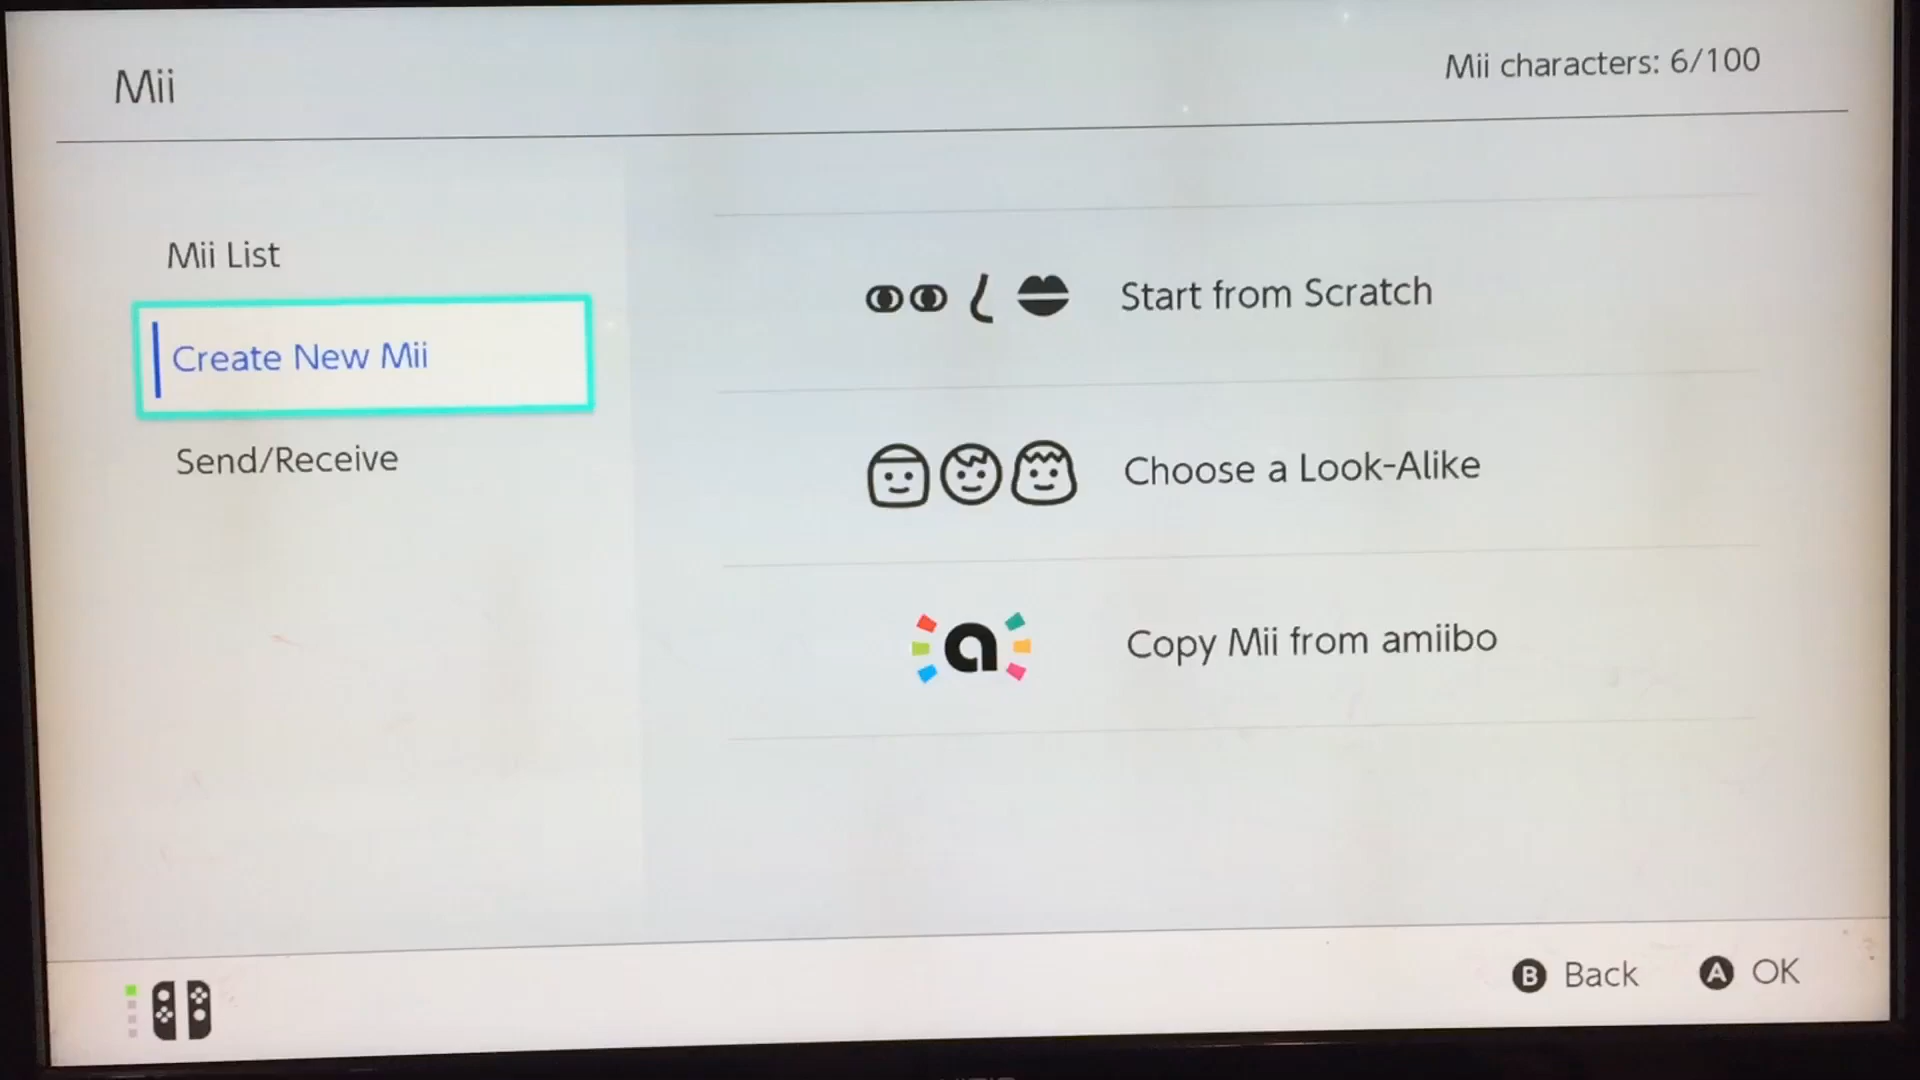 Mii
Mii characters: 6/100
Mii List
Create New Mii
Send/Receive
Start from Scratch
Choose a Look-Alike
a
Copy Mii from amiibo
B Back
A OK